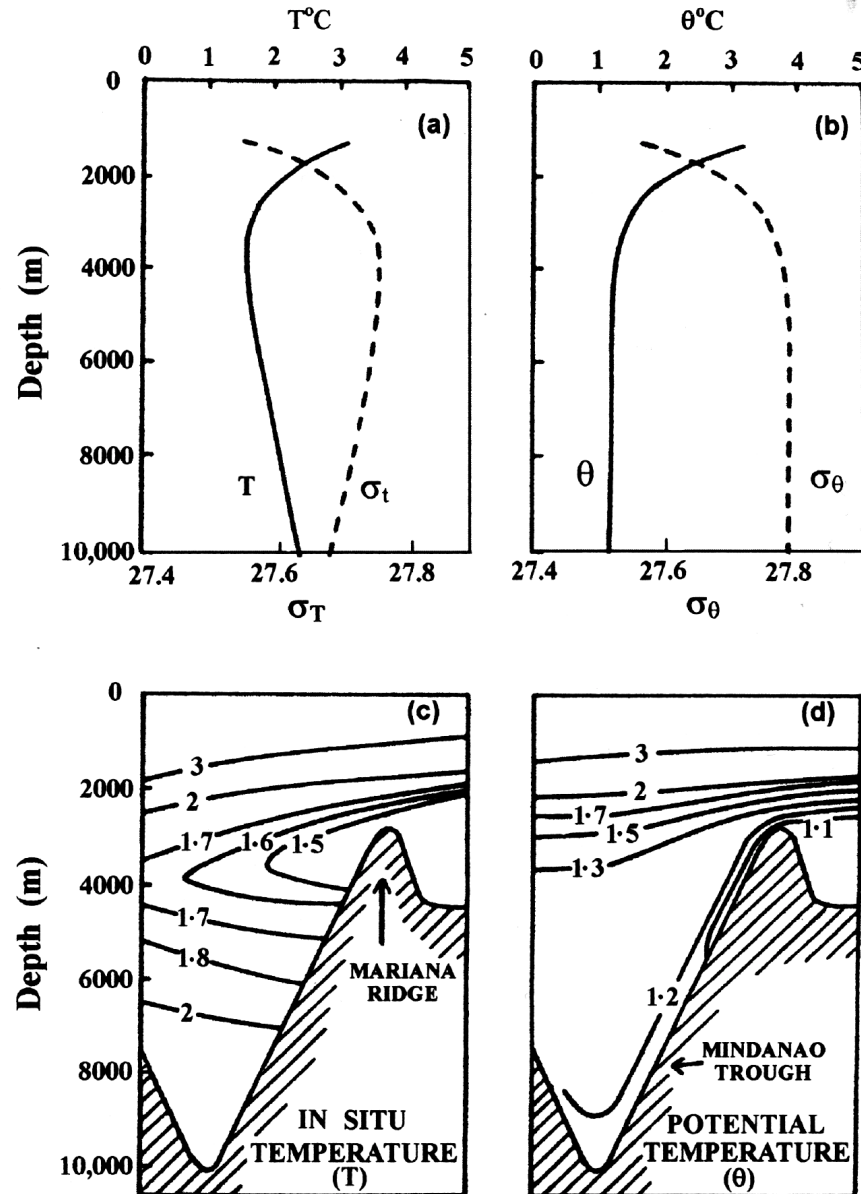 T°C
θ°C
0 1 2 3 4 5
0 1 2 3 4 5
0
(a)
(b)
2000
4000
6000
8000
10,000
Depth (m)
T
σt
θ
σθ
27.4 27.6 27.8
27.4 27.6 27.8
σT
σθ
0
(c)
(d)
2000
4000
6000
8000
10,000
Depth (m)
3
2
1·7
1·6
1·5
1·7
1·8
2
MARIANA
RIDGE
IN SITU
TEMPERATURE
(T)
3
2
1·7
1·5
1·3
1·1
1·2
MINDANAO
TROUGH
POTENTIAL
TEMPERATURE
(θ)